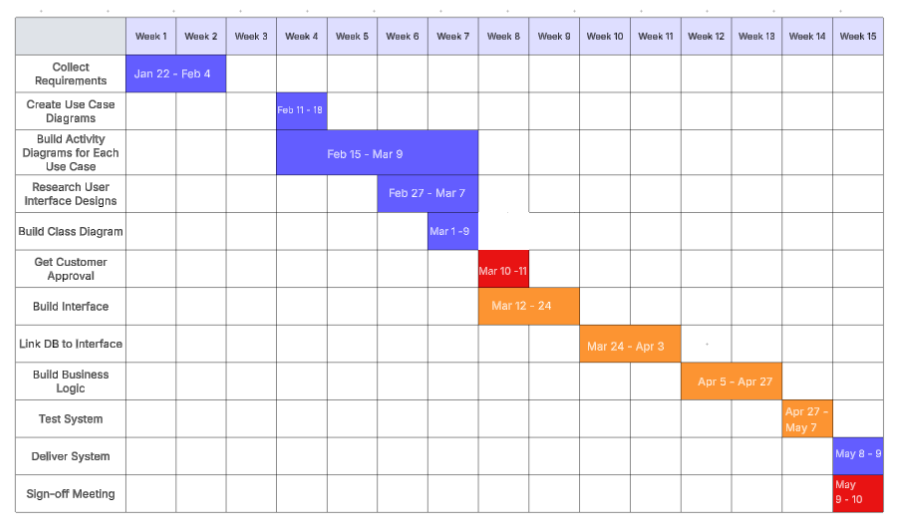 Week 1 Week 2 Week 3 Week 4 Week 5 Week 6 Week 7 Week 8 Week 9 Week 10 Week 11 Week 12 Week 13 Week 14 Week 15
Collect
Requirements
Jan 22 - Feb 4
Create Use Case
Diagrams
Feb 11 - 18
Build Activity
Diagrams for Each
Use Case
Feb 15 - Mar 9
Research User
Interface Designs
Feb 27 - Mar 7
Build Class Diagram
Mar 1 -9
Get Customer
Approval
Mar 10 -11
Build Interface
Mar 12 - 24
Link DB to Interface
Mar 24 - Apr 3
Build Business
Logic
Apr 5 - Apr 27
Test System
Apr 27 -
May 7
Deliver System
May 8 - 9
Sign-off Meeting
May
9 - 10